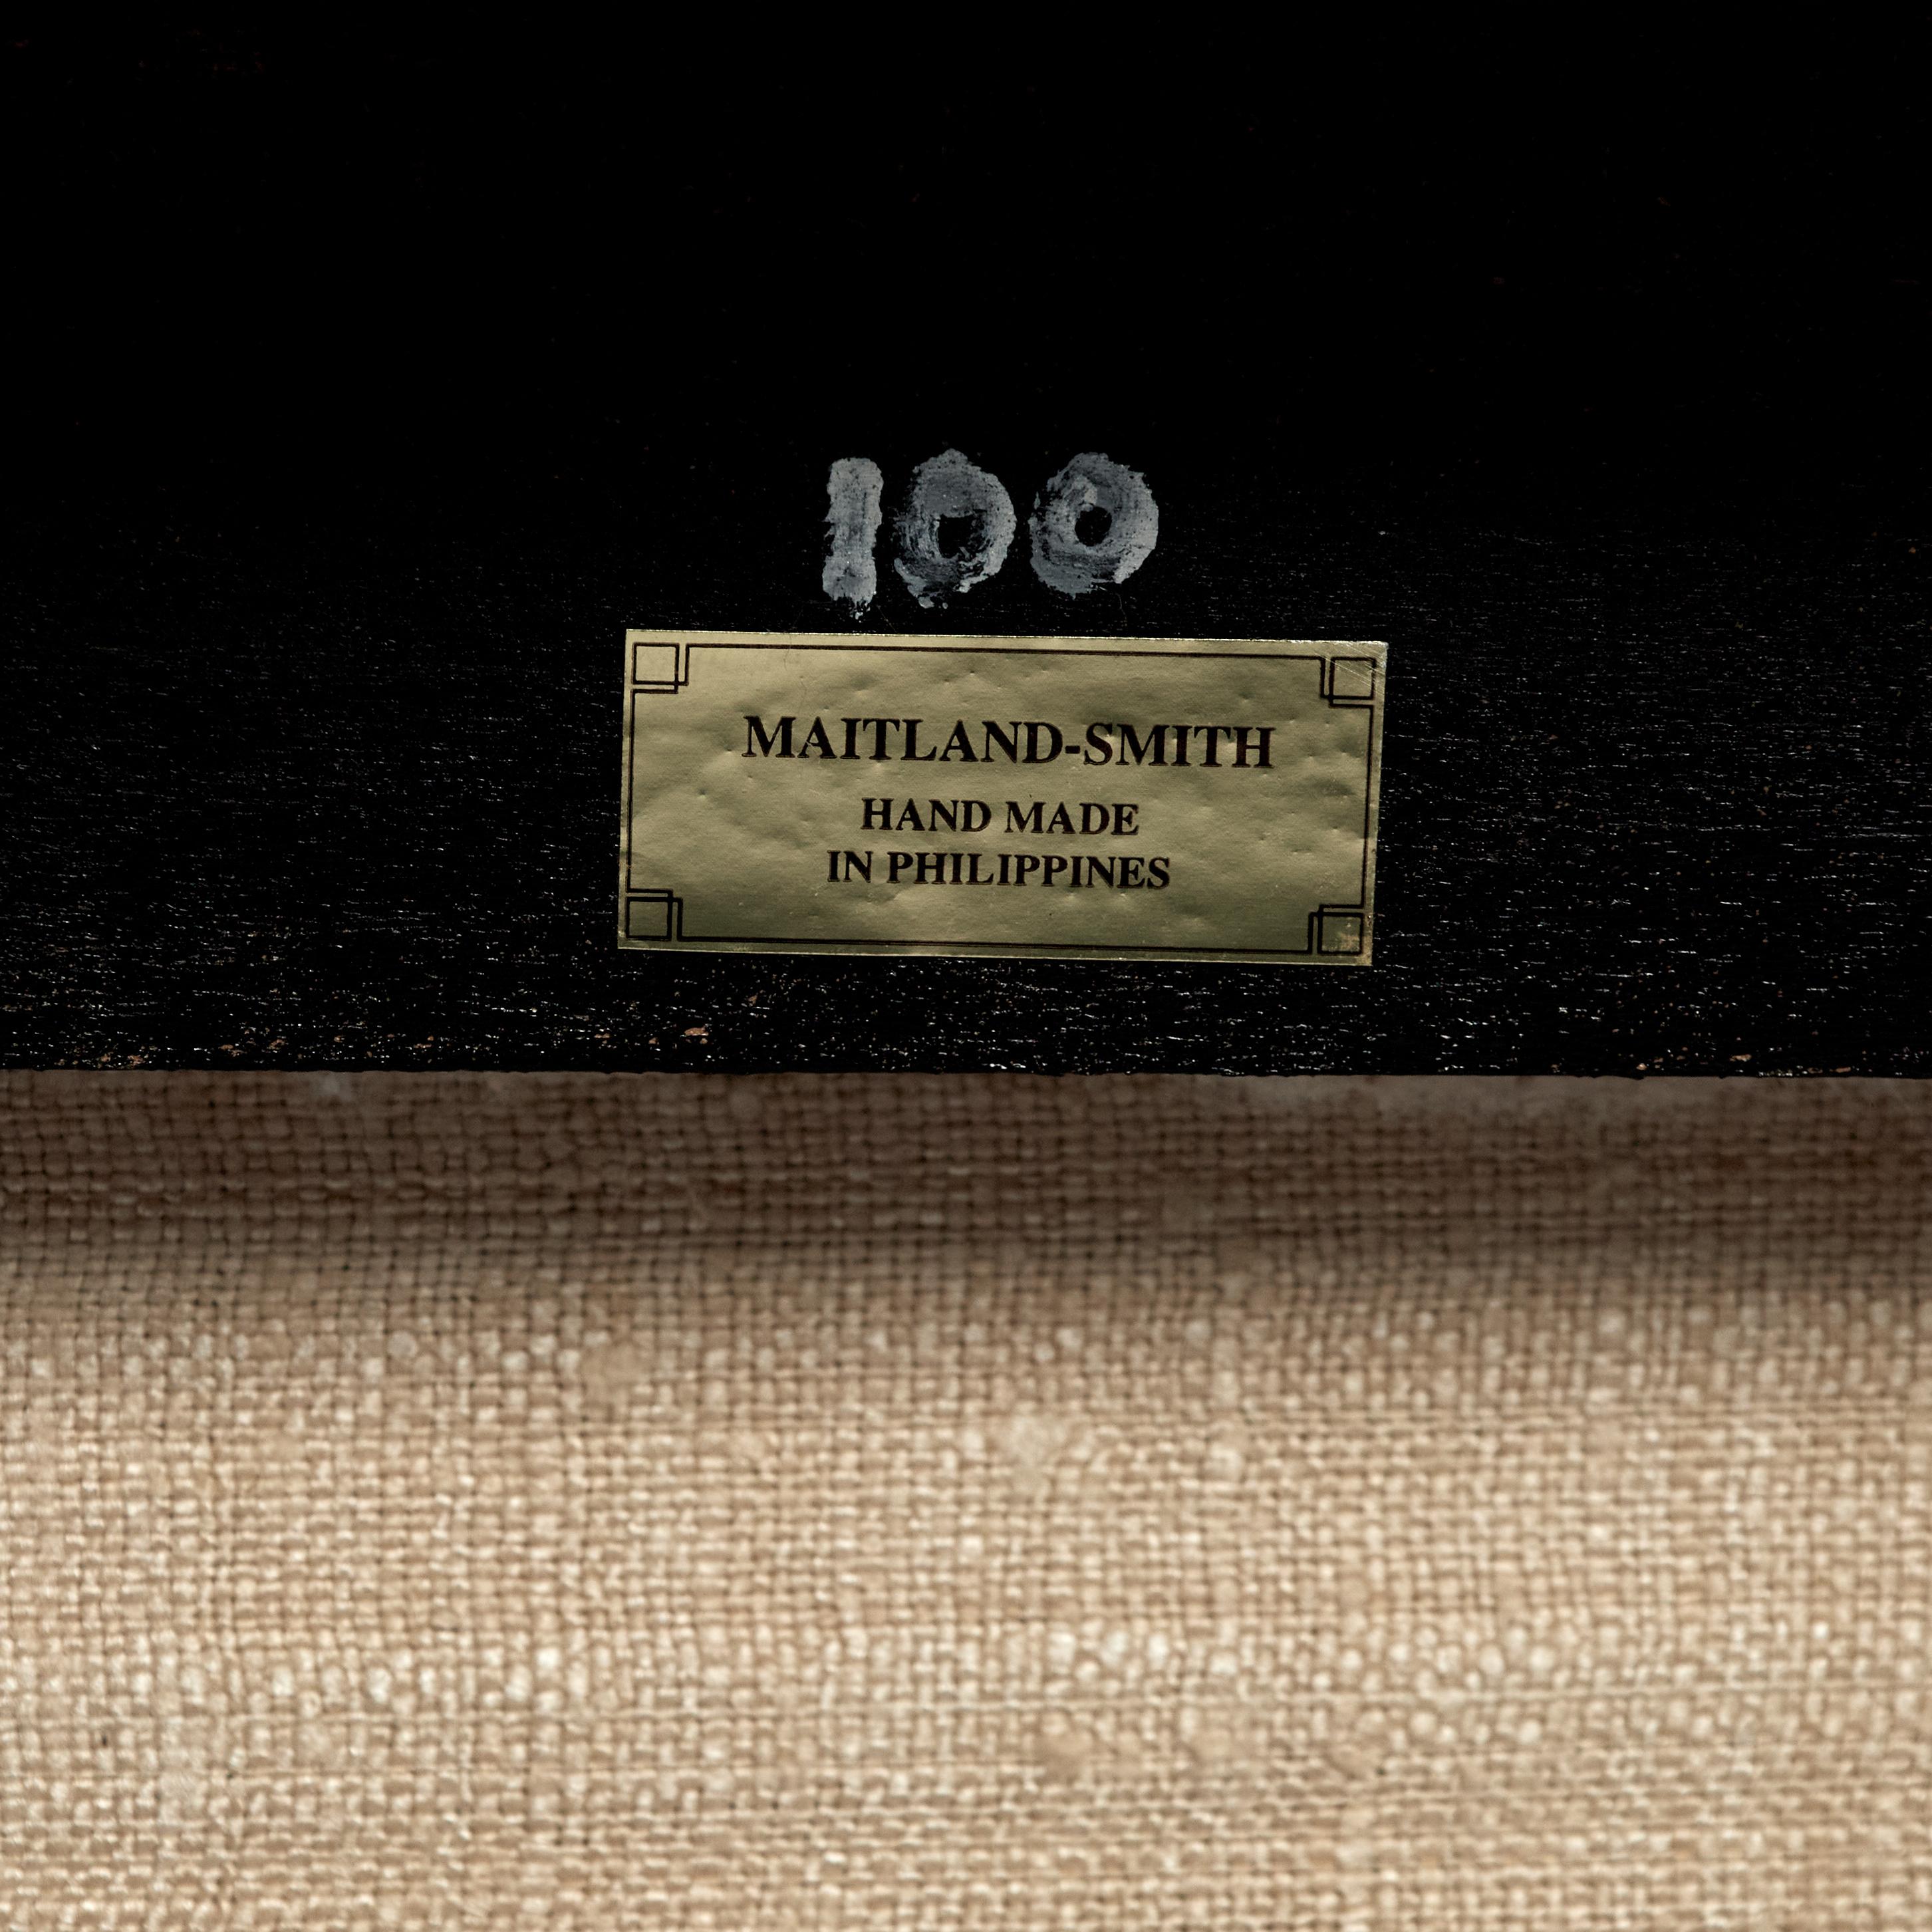 100
MAITLAND-SMITH
HAND MADE
IN PHILIPPINES